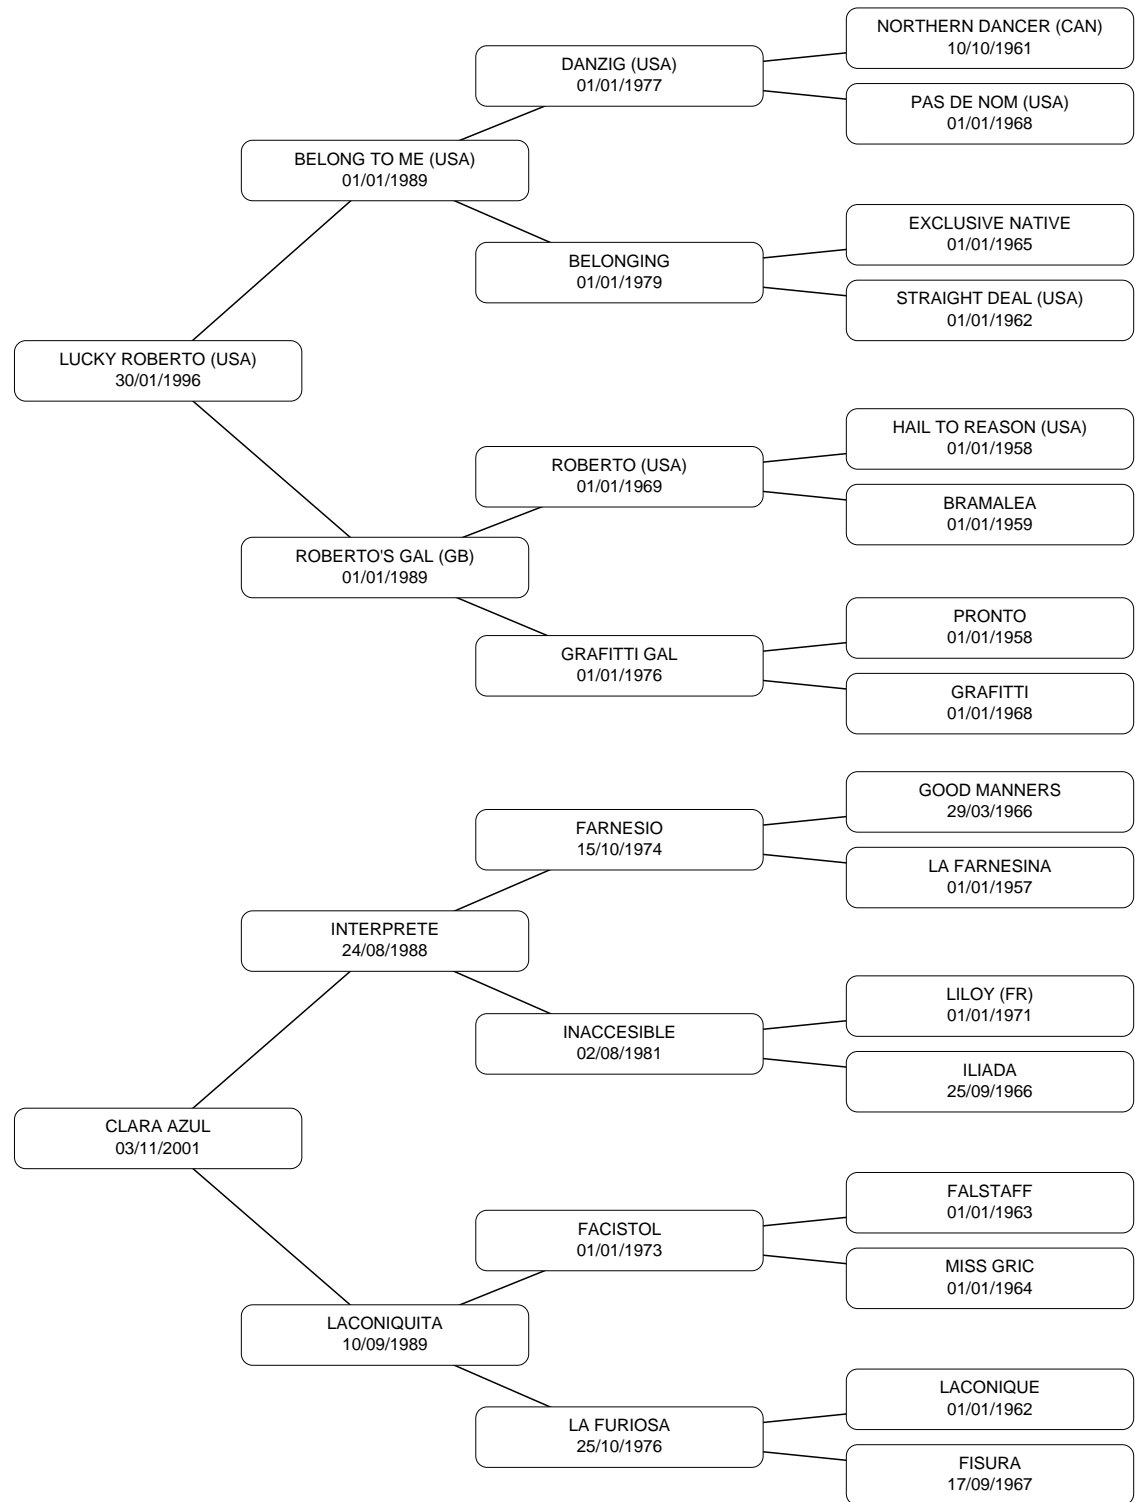 NORTHERN DANCER (CAN)
10/10/1961
DANZIG (USA)
01/01/1977
PAS DE NOM (USA)
01/01/1968
BELONG TO ME (USA)
01/01/1989
EXCLUSIVE NATIVE
01/01/1965
BELONGING
01/01/1979
STRAIGHT DEAL (USA)
01/01/1962
LUCKY ROBERTO (USA)
30/01/1996
HAIL TO REASON (USA)
01/01/1958
ROBERTO (USA)
01/01/1969
BRAMALEA
01/01/1959
ROBERTO'S GAL (GB)
01/01/1989
PRONTO
01/01/1958
GRAFITTI GAL
01/01/1976
GRAFITTI
01/01/1968
GOOD MANNERS
29/03/1966
FARNESIO
15/10/1974
LA FARNESINA
01/01/1957
INTERPRETE
24/08/1988
LILOY (FR)
01/01/1971
INACCESIBLE
02/08/1981
ILIADA
25/09/1966
CLARA AZUL
03/11/2001
FALSTAFF
01/01/1963
FACISTOL
01/01/1973
MISS GRIC
01/01/1964
LACONIQUITA
10/09/1989
LACONIQUE
01/01/1962
LA FURIOSA
25/10/1976
FISURA
17/09/1967